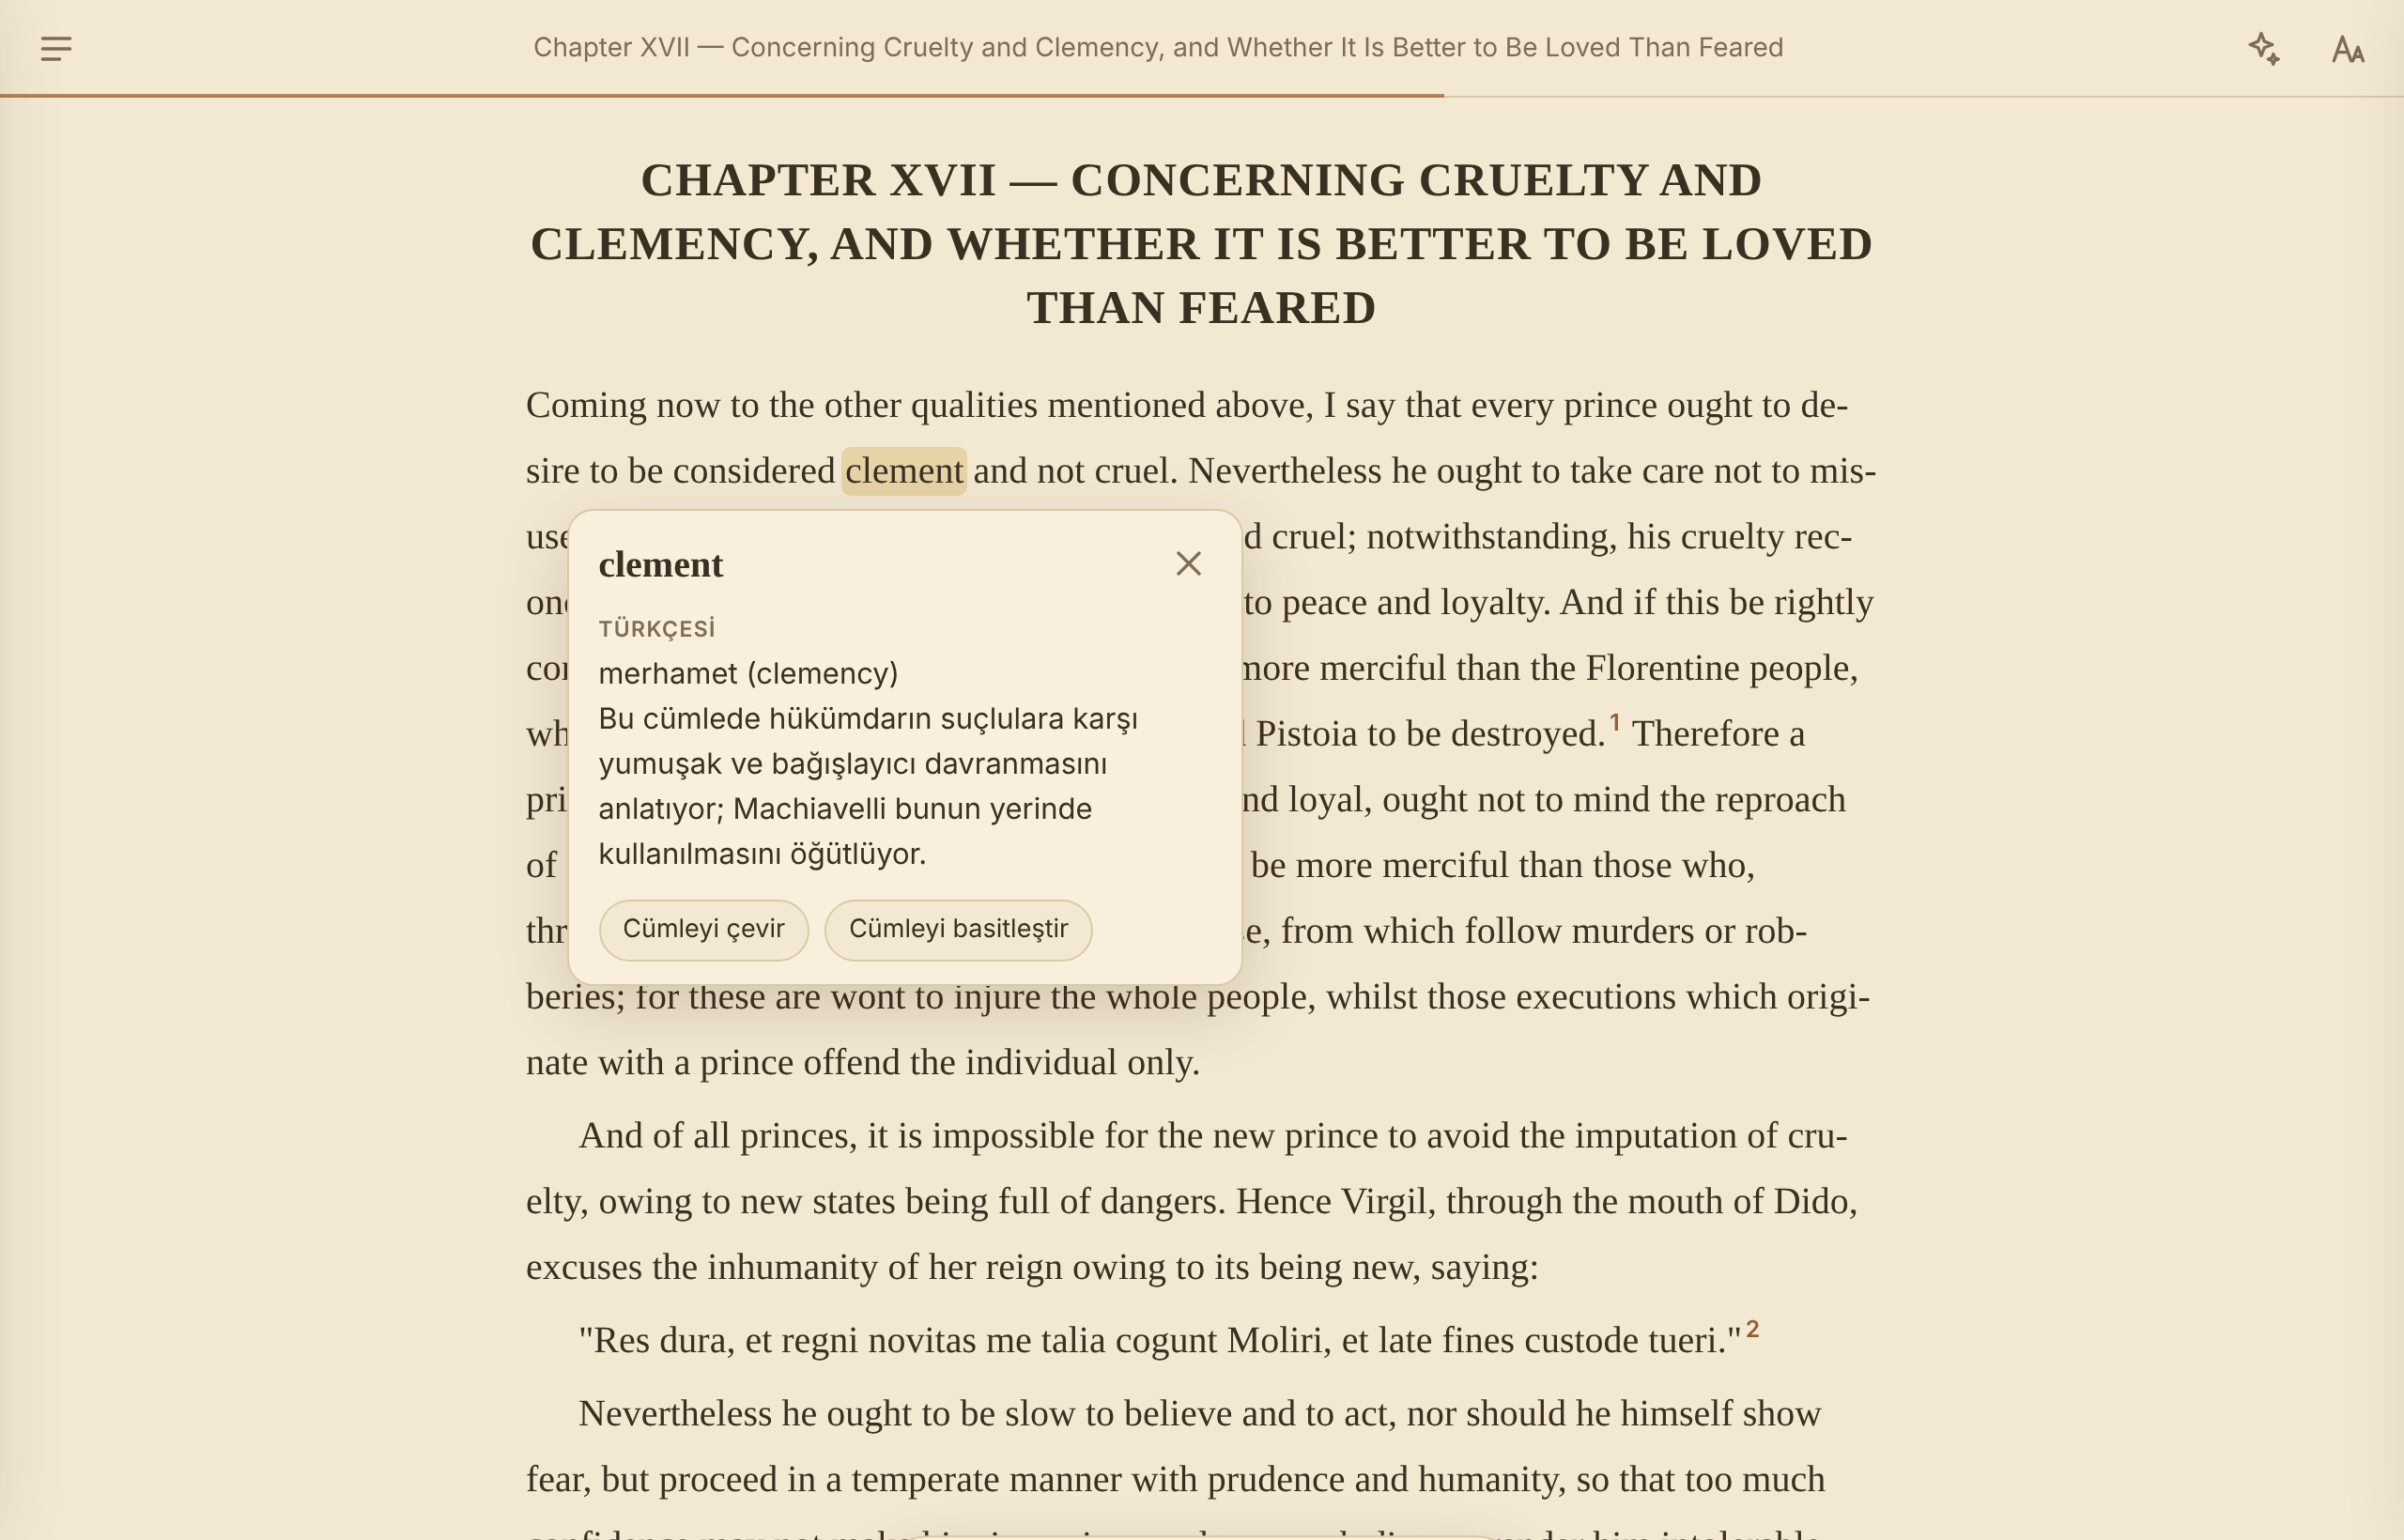 Chapter XVII — Concerning Cruelty and Clemency, and Whether It Is Better to Be Loved Than Feared
AA
CHAPTER XVII — CONCERNING CRUELTY AND
CLEMENCY, AND WHETHER IT IS BETTER TO BE LOVED
THAN FEARED
Coming now to the other qualities mentioned above, I say that every prince ought to de-
sire to be considered clement and not cruel. Nevertheless he ought to take care not to mis-
cruel; notwithstanding, his cruelty rec-
to peace and loyalty. And if this be rightly
more merciful than the Florentine people,
Pistoia to be destroyed.1 Therefore a
loyal, ought not to mind the reproach
of be more merciful than those who,
from which follow murders or rob-
clement
TÜRKÇESİ
merhamet (clemency)
Bu cümlede hükümdarın suçlulara karşı
yumuşak ve bağışlayıcı davranmasını
anlatıyor; Machiavelli bunun yerinde
kullanılmasını öğütlüyor.
Cümleyi çevir Cümleyi basitleştir
beries; for these are wont to injure the whole people, whilst those executions which origi-
nate with a prince offend the individual only.
And of all princes, it is impossible for the new prince to avoid the imputation of cru-
elty, owing to new states being full of dangers. Hence Virgil, through the mouth of Dido,
excuses the inhumanity of her reign owing to its being new, saying:
"Res dura, et regni novitas me talia cogunt Moliri, et late fines custode tueri."2
Nevertheless he ought to be slow to believe and to act, nor should he himself show
fear, but proceed in a temperate manner with prudence and humanity, so that too much